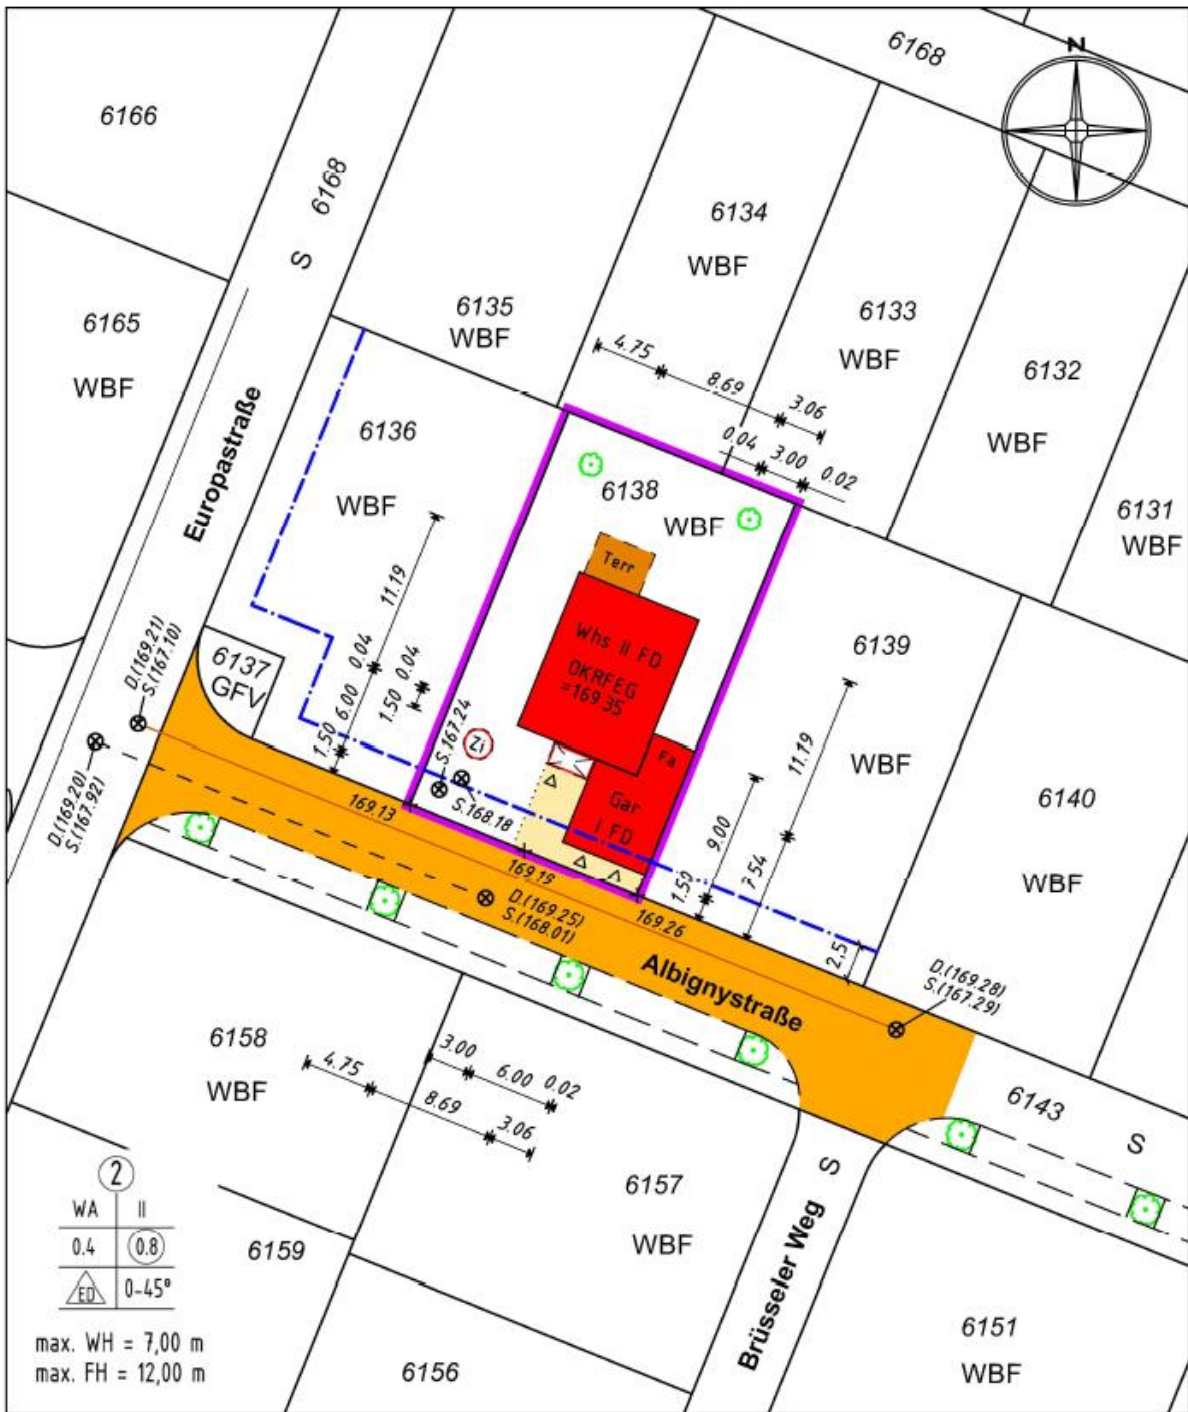 6168
N
6166
6168
S
6134
WBF
6165
WBF
6135
WBF
6133
WBF
6132
WBF
4.75
8.69
3.06
0.04
3.00
0.02
Europastraße
6136
WBF
6138
WBF
6131
WBF
11.19
0.04
6.00
1.50
0.04
1.50
Terr
Whs II FD
OKRFEG
=169.35
6139
WBF
D.(169.21)
S.(167.10)
6137
GFV
S.167.24
Zi
S.168.18
Fa
Gar
I FD
11.19
9.00
7.54
1.50
2.5
6140
WBF
D.(169.20)
S.(167.92)
169.13
169.19
169.26
D.(169.25)
S.(168.01)
Albignystraße
D.(169.28)
S.(167.29)
6158
WBF
4.75
8.69
3.06
3.00
6.00
0.02
6143
S
6157
WBF
S
Brüsseler Weg
2
WA II
0.4 0.8
ED 0-45°
max. WH = 7,00 m
max. FH = 12,00 m
6159
6156
6151
WBF